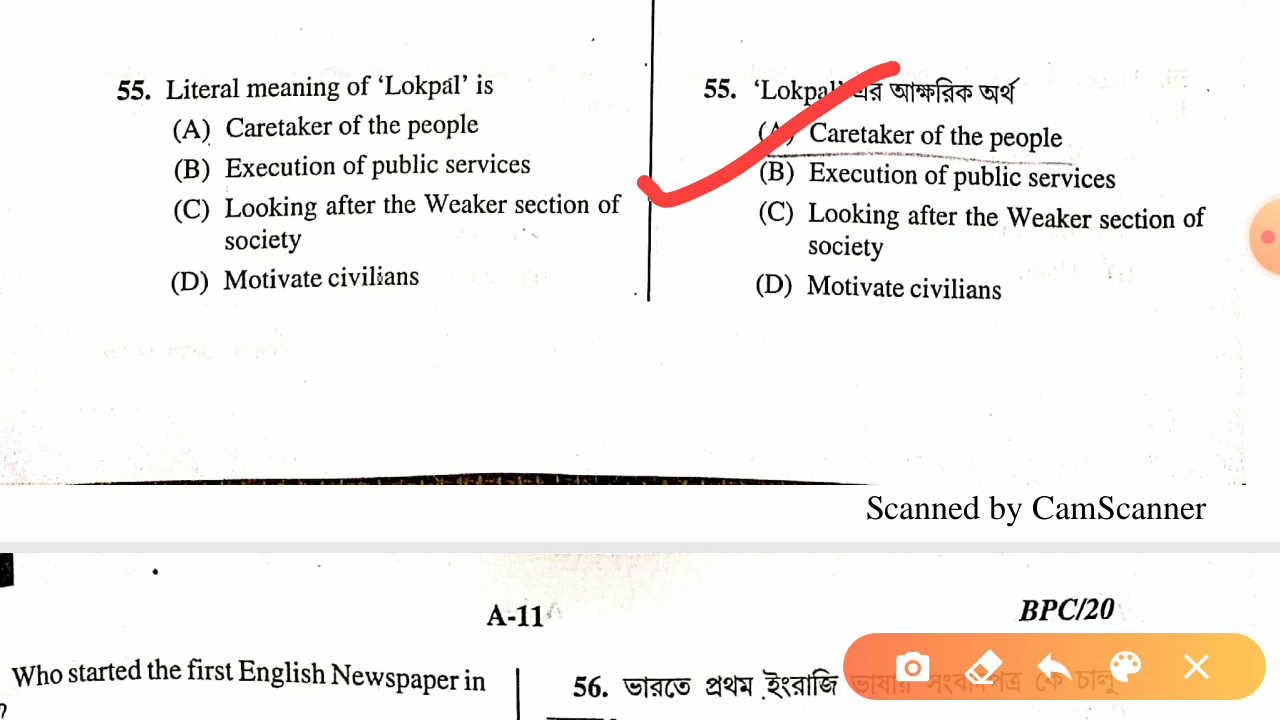 55. Literal meaning of ‘Lokpal’ is
(A) Caretaker of the people
(B) Execution of public services
(C) Looking after the Weaker section of
society
(D) Motivate civilians
55. ‘Lokpal’ এর আক্ষরিক অর্থ
(A) Caretaker of the people
(B) Execution of public services
(C) Looking after the Weaker section of
society
(D) Motivate civilians
Scanned by CamScanner
A-11
BPC/20
Who started the first English Newspaper in
56. ভারতে প্রথম ইংরাজি ভাষায় সংবাদপত্র কে চালু